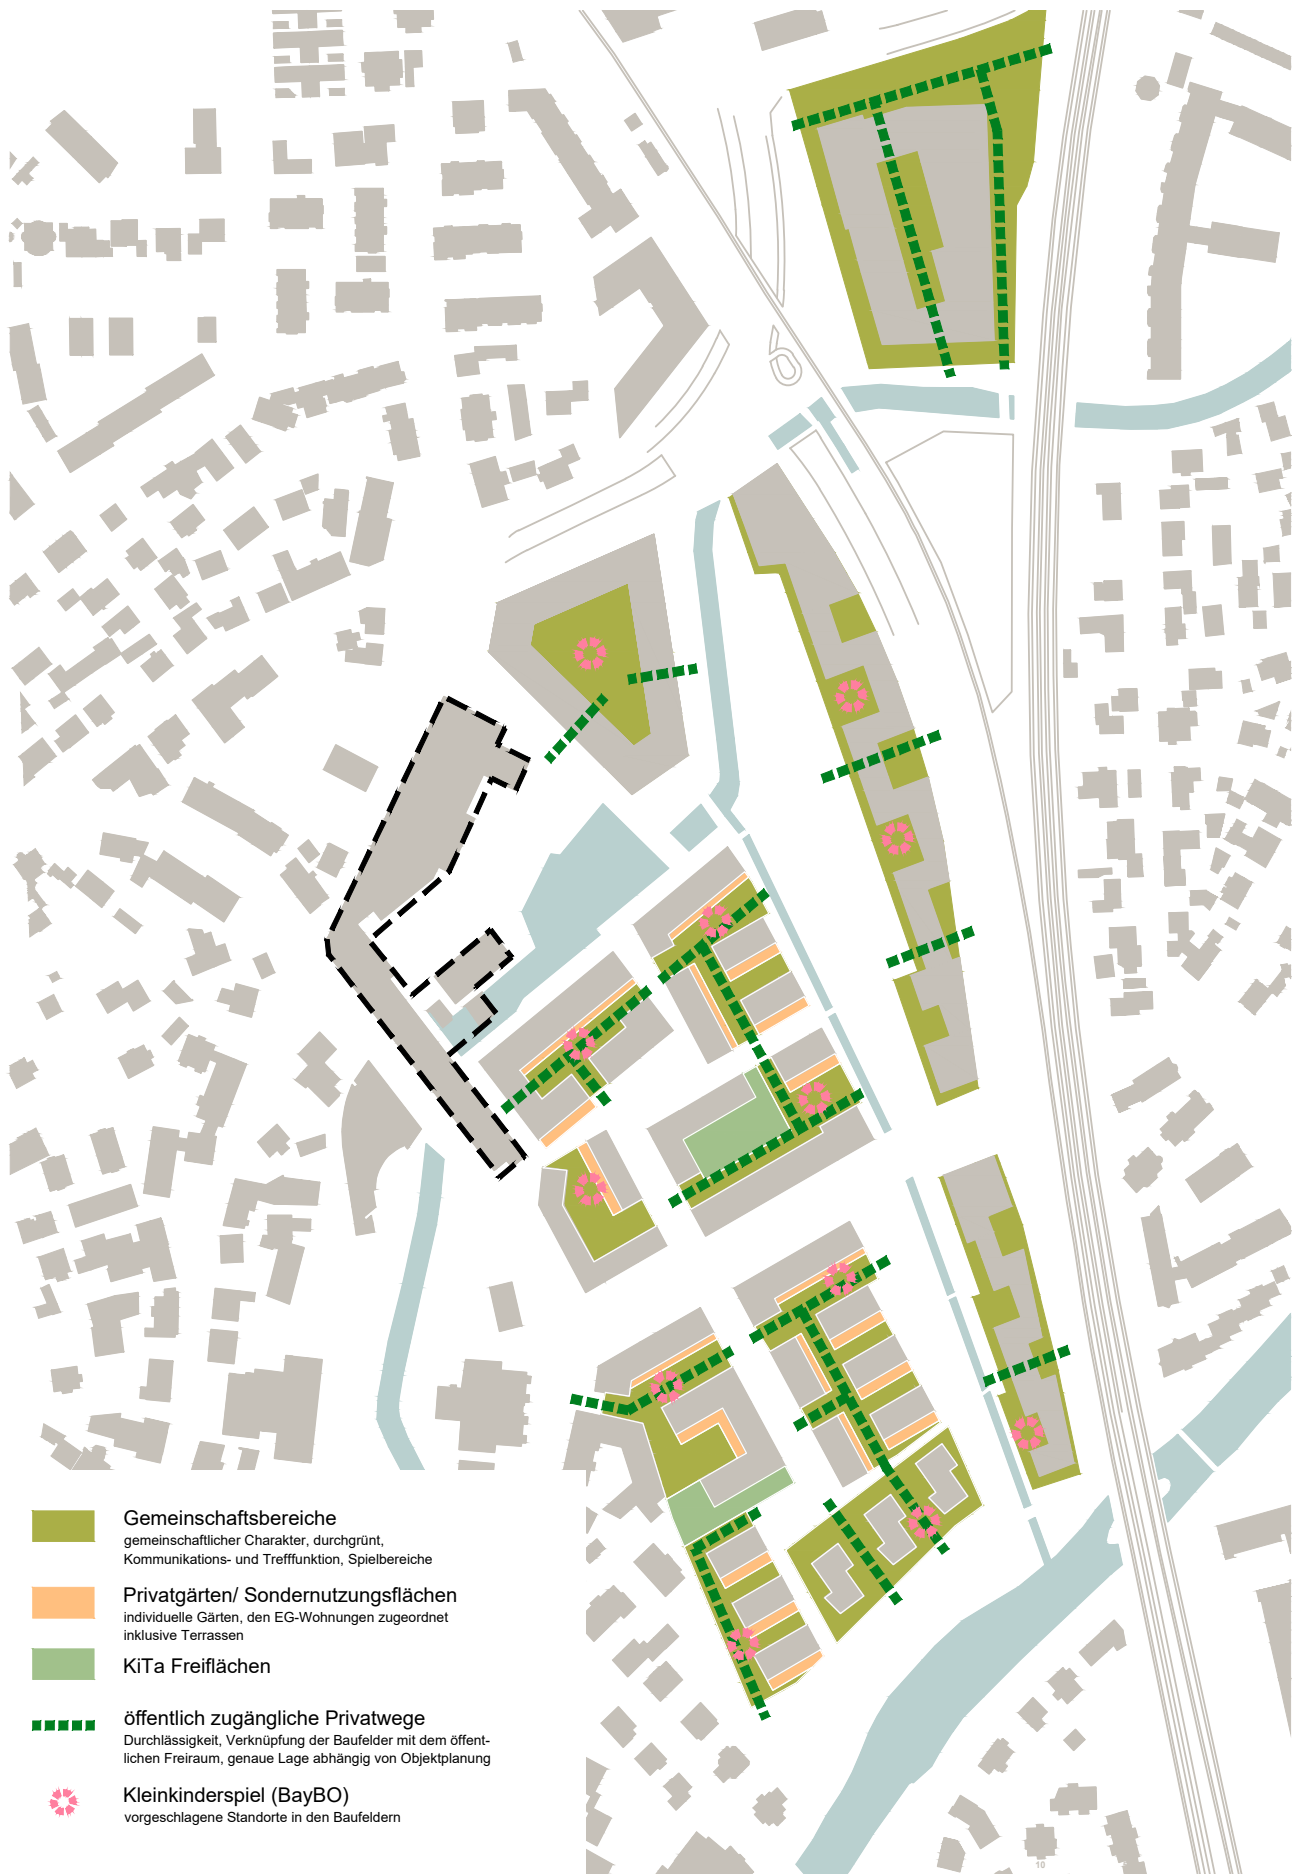 Gemeinschaftsbereiche
gemeinschaftlicher Charakter, durchgrünt,
Kommunikations- und Trefffunktion, Spielbereiche
Privatgärten/ Sondernutzungsflächen
individuelle Gärten, den EG-Wohnungen zugeordnet
inklusive Terrassen
KiTa Freiflächen
öffentlich zugängliche Privatwege
Durchlässigkeit, Verknüpfung der Baufelder mit dem öffent-
lichen Freiraum, genaue Lage abhängig von Objektplanung
Kleinkinderspiel (BayBO)
vorgeschlagene Standorte in den Baufeldern
10